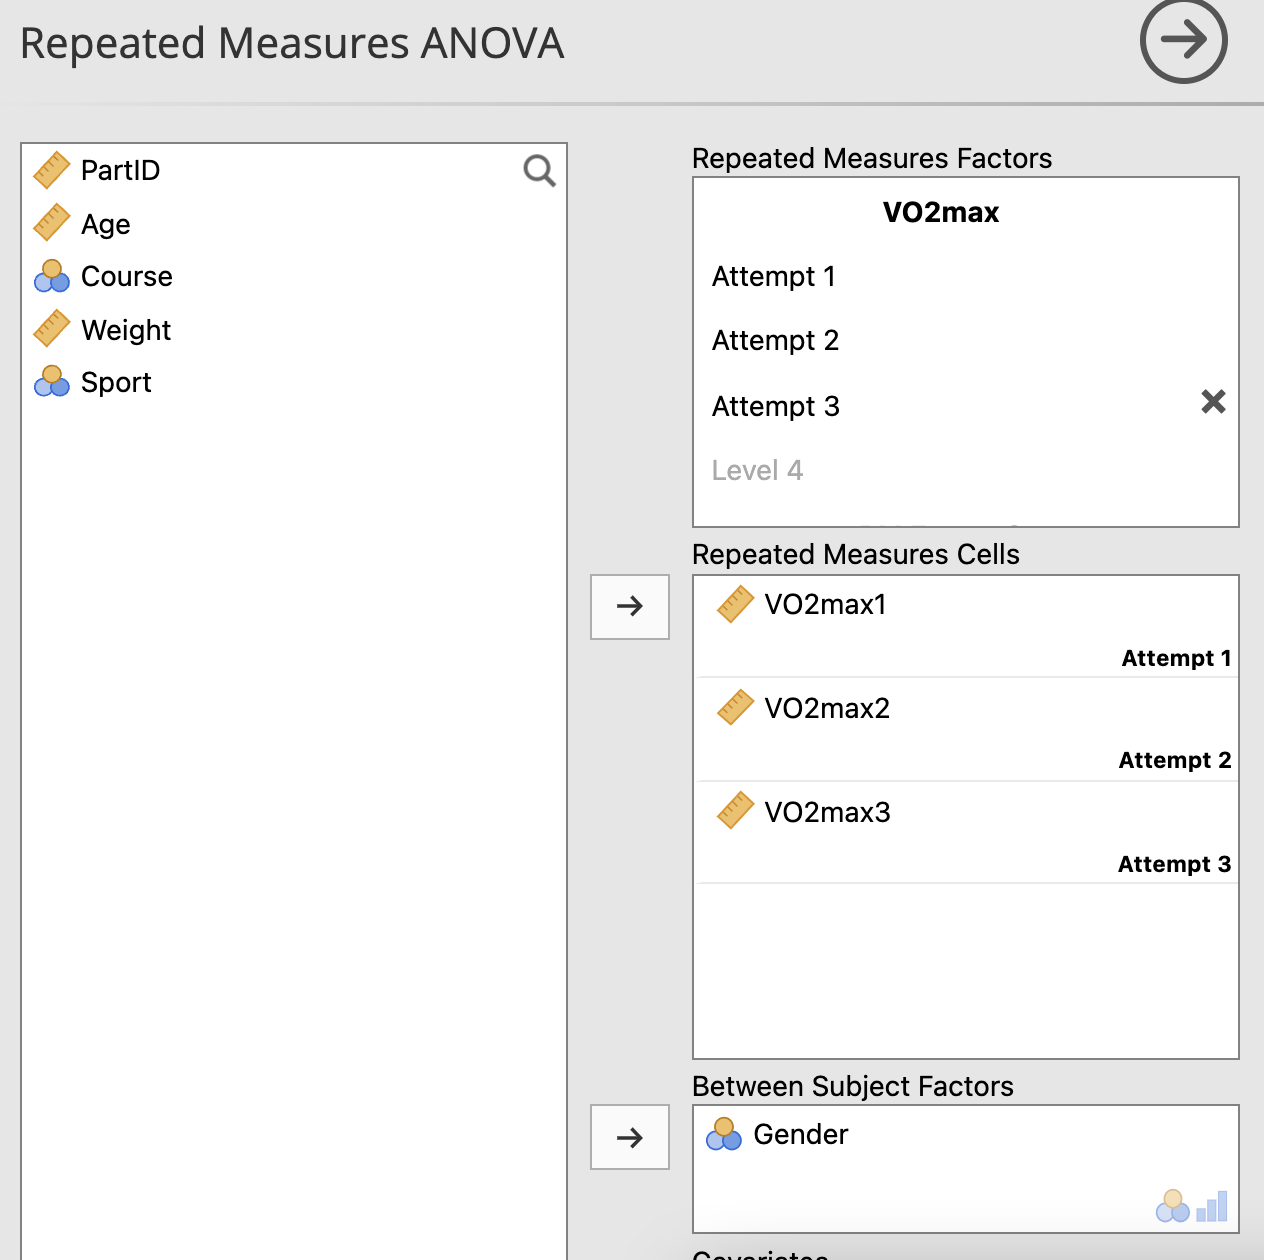 Repeated Measures ANOVA
PartID
Age
Course
Weight
Sport
Repeated Measures Factors
VO2max
Attempt 1
Attempt 2
Attempt 3
Level 4
Repeated Measures Cells
VO2max1
Attempt 1
VO2max2
Attempt 2
VO2max3
Attempt 3
Between Subject Factors
Gender
Covariates